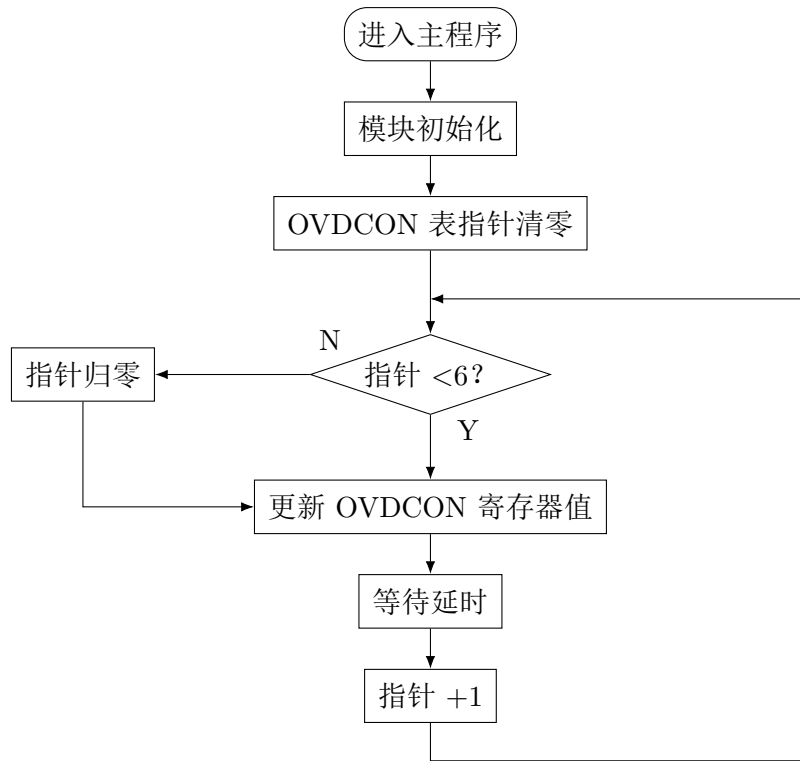 进入主程序
模块初始化
OVDCON 表指针清零
N
指针 <6？
指针归零
Y
更新 OVDCON 寄存器值
等待延时
指针 +1